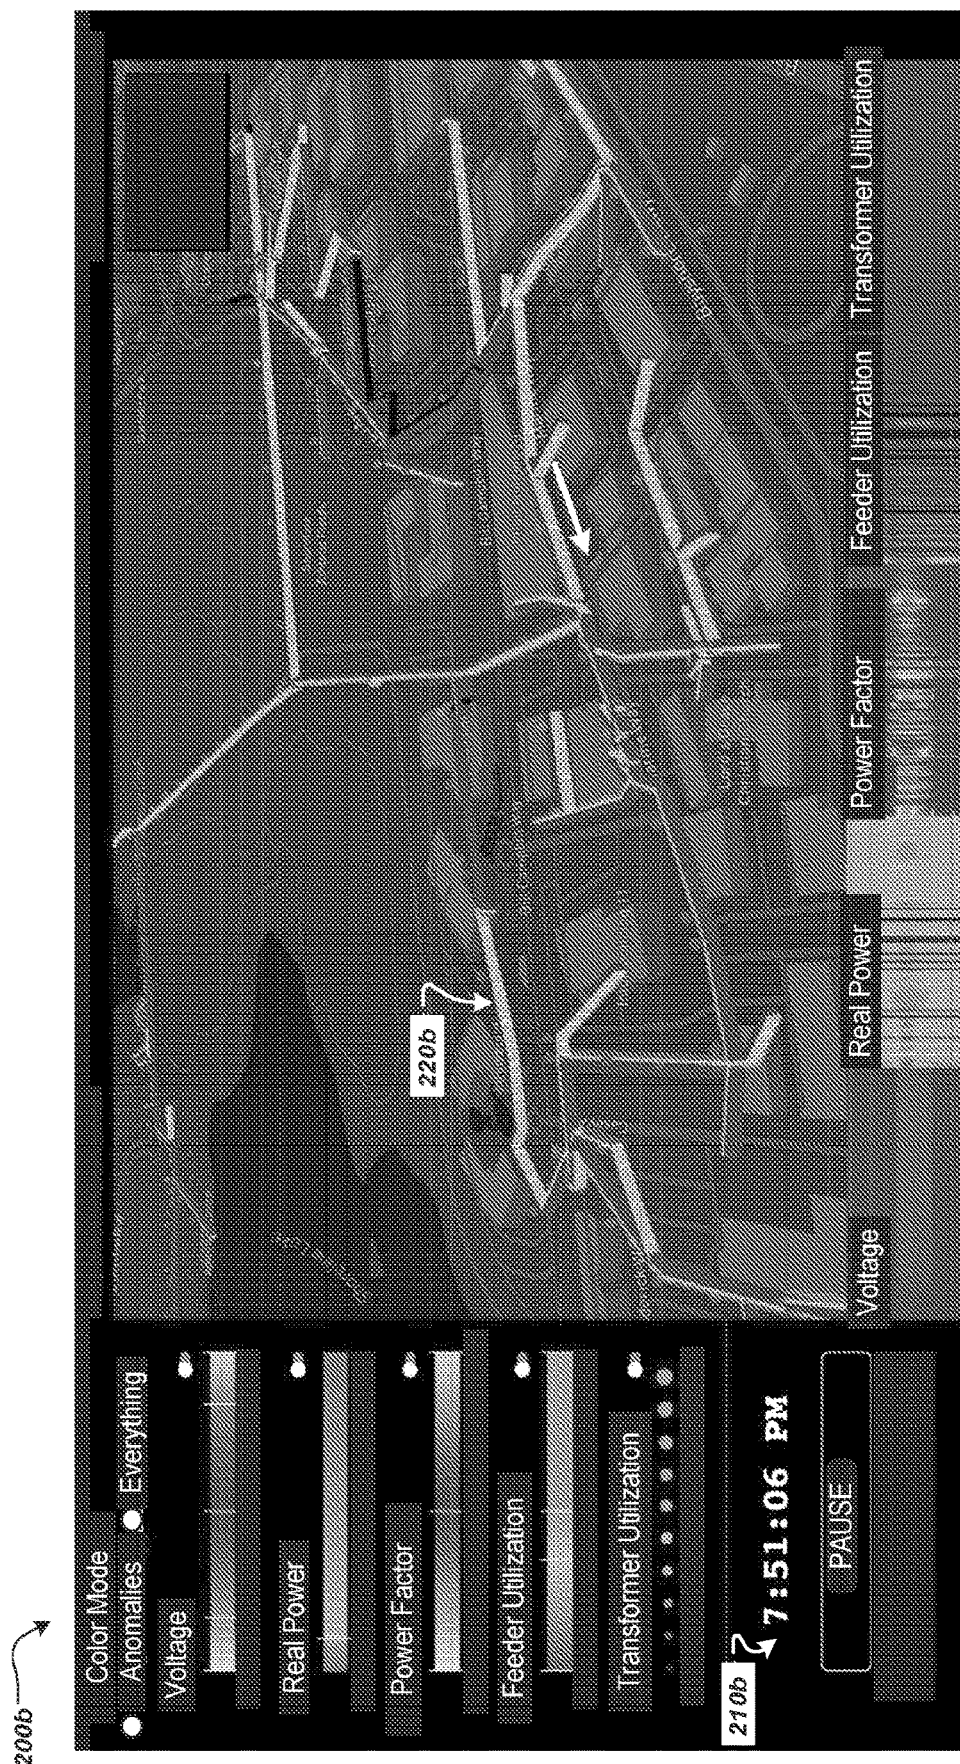 200b
Color Mode
Anomalies Everything
Voltage
Real Power
Power Factor
Feeder Utilization
Transformer Utilization
210b
7:51:06 PM
PAUSE
220b
Voltage Real Power Power Factor Feeder Utilization Transformer Utilization